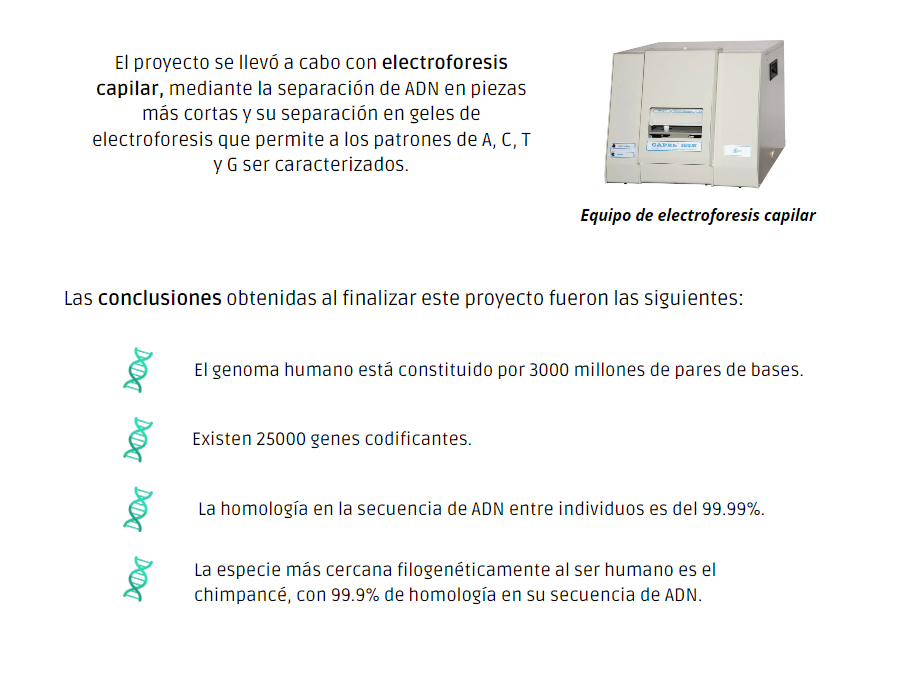 El proyecto se llevó a cabo con electroforesis
capilar, mediante la separación de ADN en piezas
más cortas y su separación en geles de
electroforesis que permite a los patrones de A, C, T
y G ser caracterizados.
Equipo de electroforesis capilar
Las conclusiones obtenidas al finalizar este proyecto fueron las siguientes:
El genoma humano está constituido por 3000 millones de pares de bases.
Existen 25000 genes codificantes.
La homología en la secuencia de ADN entre individuos es del 99.99%.
La especie más cercana filogenéticamente al ser humano es el
chimpancé, con 99.9% de homología en su secuencia de ADN.